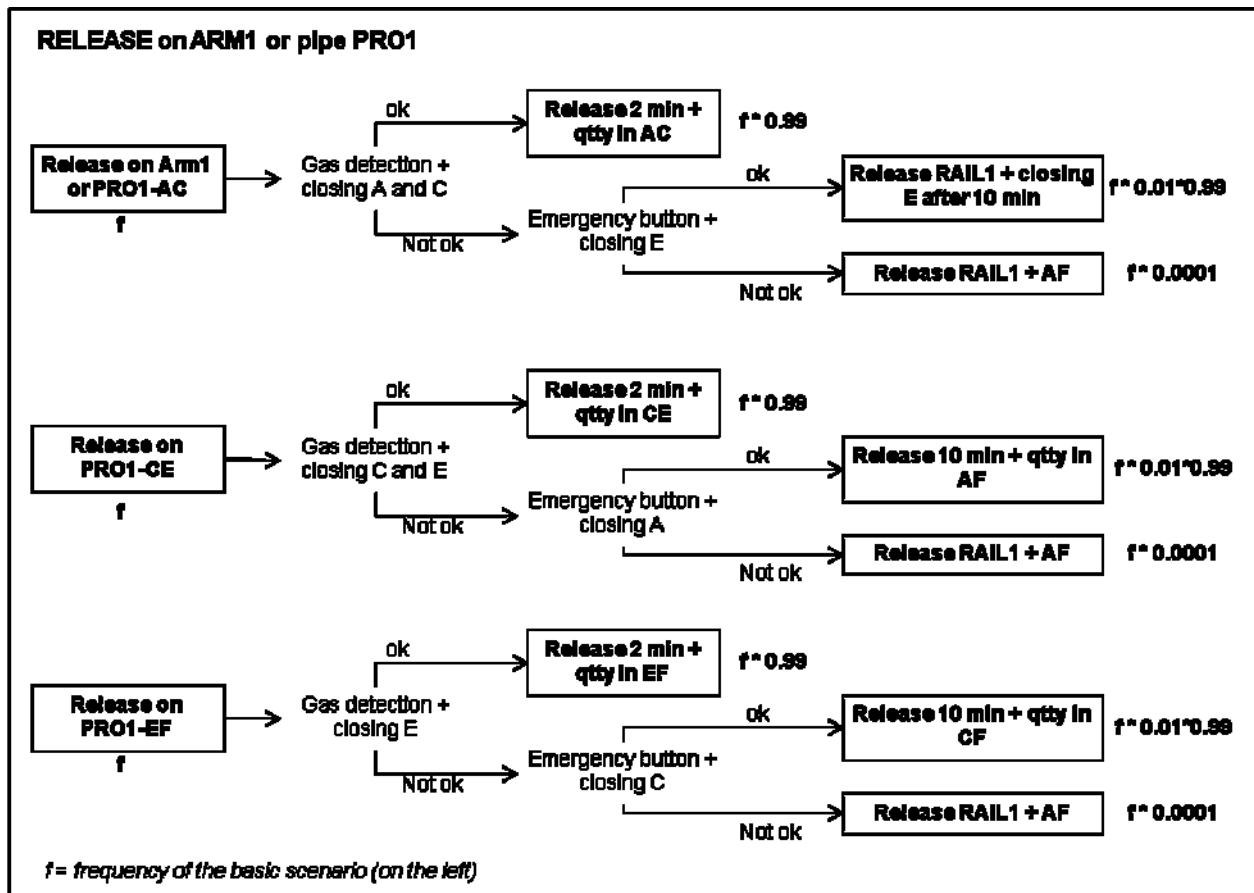 RELEASE on ARM1 or pipe PRO1
ok
Release 2 min +
qtty in AC
f * 0.99
Release on Arm1
or PRO1-AC
f
Gas detection +
closing A and C
ok
Release RAIL1 + closing
E after 10 min
f * 0.01*0.99
Not ok
Emergency button +
closing E
Release RAIL1 + AF
f * 0.0001
Not ok
ok
Release 2 min +
qtty in CE
f * 0.99
Release on
PRO1-CE
f
Gas detection +
closing C and E
ok
Release 10 min + qtty in
AF
f * 0.01*0.99
Not ok
Emergency button +
closing A
Release RAIL1 + AF
f * 0.0001
Not ok
ok
Release 2 min +
qtty in EF
f * 0.99
Release on
PRO1-EF
f
Gas detection +
closing E
ok
Release 10 min + qtty in
CF
f * 0.01*0.99
Not ok
Emergency button +
closing C
Release RAIL1 + AF
f * 0.0001
Not ok
f = frequency of the basic scenario (on the left)